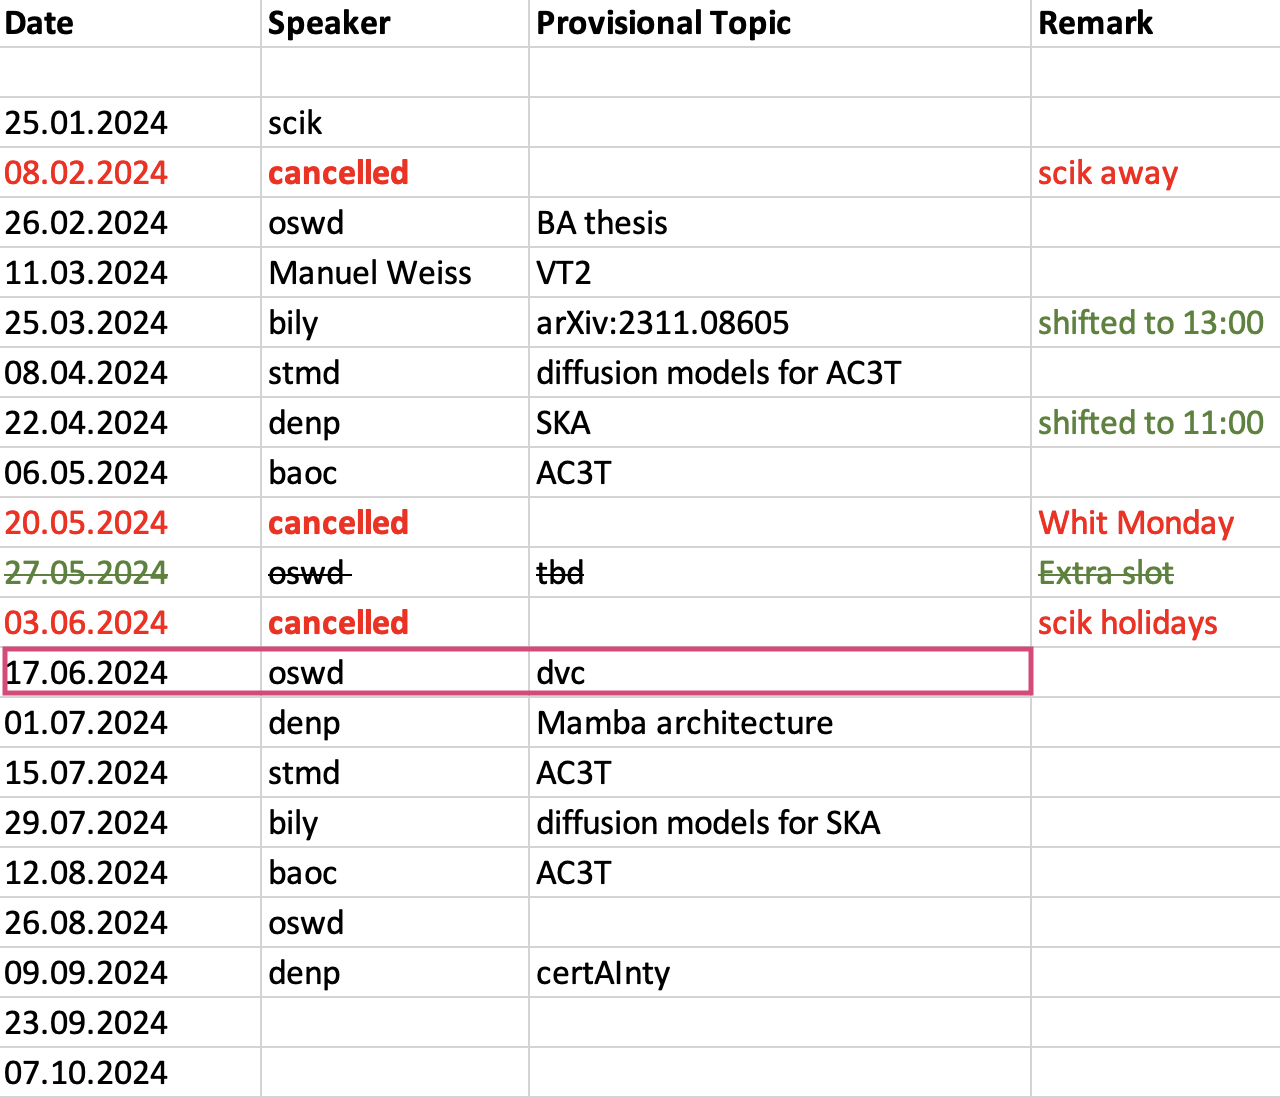 Date Speaker Provisional Topic Remark
25.01.2024 scik
08.02.2024 cancelled scik away
26.02.2024 oswd BA thesis
11.03.2024 Manuel Weiss VT2
25.03.2024 bily arXiv:2311.08605 shifted to 13:00
08.04.2024 stmd diffusion models for AC3T
22.04.2024 denp SKA shifted to 11:00
06.05.2024 baoc AC3T
20.05.2024 cancelled Whit Monday
27.05.2024 oswd tbd Extra slot
03.06.2024 cancelled scik holidays
17.06.2024 oswd dvc
01.07.2024 denp Mamba architecture
15.07.2024 stmd AC3T
29.07.2024 bily diffusion models for SKA
12.08.2024 baoc AC3T
26.08.2024 oswd
09.09.2024 denp certAInty
23.09.2024
07.10.2024